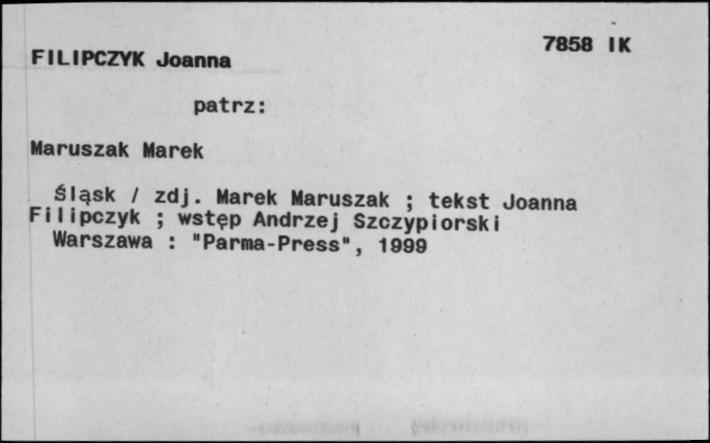 7858 IK
FILIPCZYK Joanna
patrz:
Maruszak Marek
Śląsk / zdj. Marek Maruszak ; tekst Joanna
Filipczyk ; wstęp Andrzej Szczypiorski
Warszawa : "Parma-Press", 1999